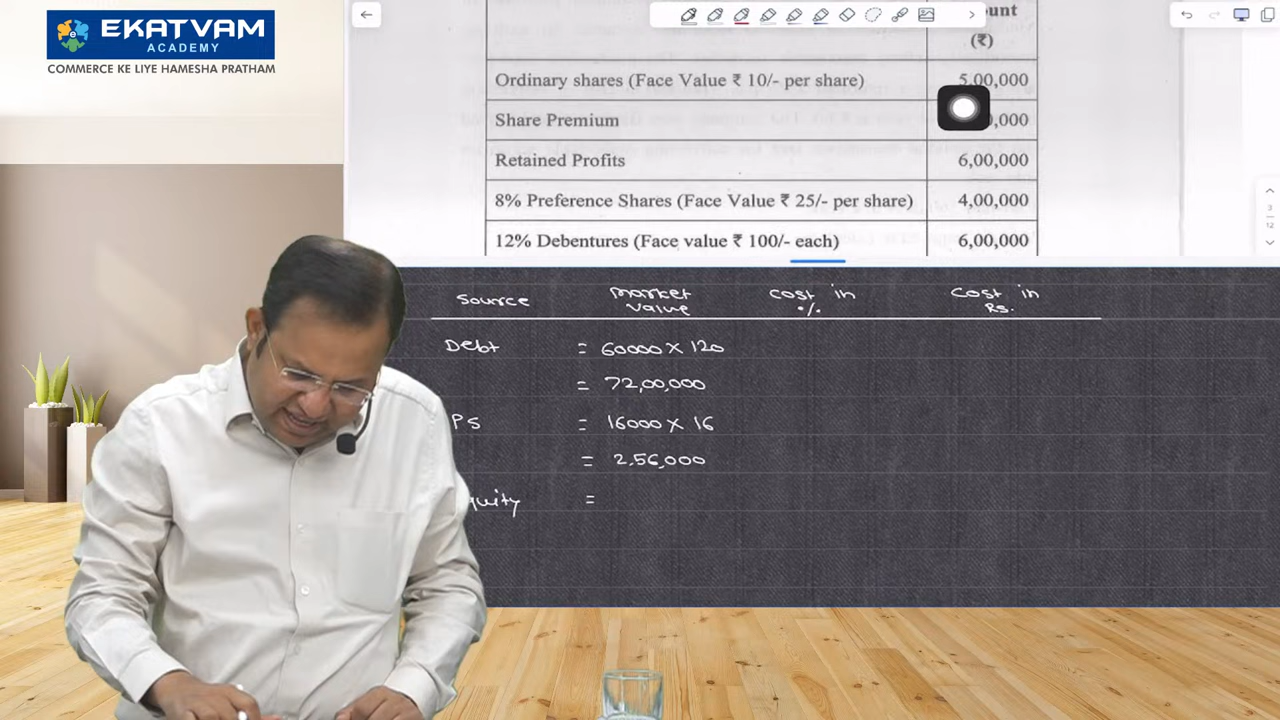 EKATVAM
ACADEMY
COMMERCE KE LIYE HAMESHA PRATHAM
(₹)
Ordinary shares (Face Value ₹ 10/- per share) 5,00,000
Share Premium
Retained Profits 6,00,000
8% Preference Shares (Face Value ₹ 25/- per share) 4,00,000
12% Debentures (Face value ₹ 100/- each) 6,00,000
3
12
Source Market Value Cost in % Cost in Rs.
Debt = 60000 X 120
= 72,00,000
PS = 16000 X 16
= 2,56,000
=